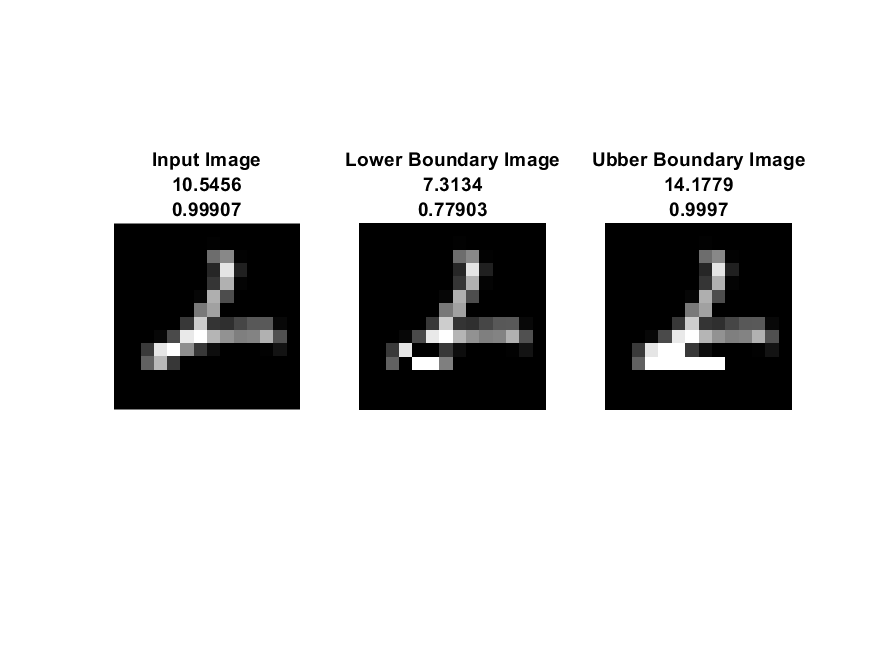 Input Image
10.5456
0.99907
Lower Boundary Image
7.3134
0.77903
Ubber Boundary Image
14.1779
0.9997